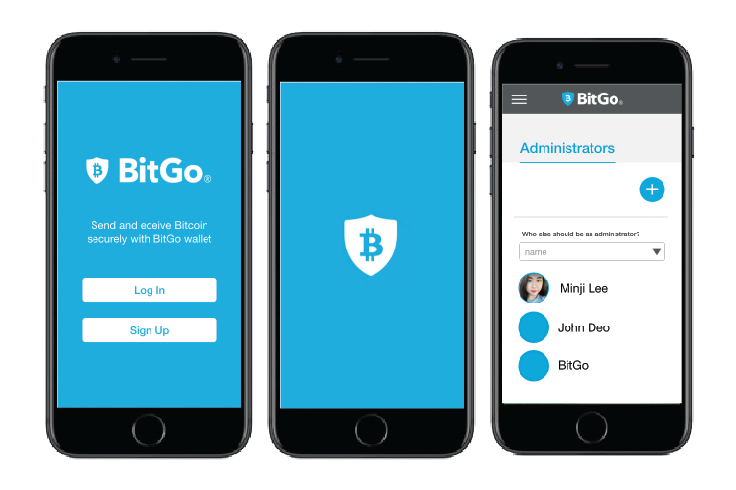 BitGo®
Send and eceive Bitcoin
securely with BitGo wallet
Log In
Sign Up
BitGo®
Administrators
+
Who else should be as adminstrator?
name
Minji Lee
John Deo
BitGo